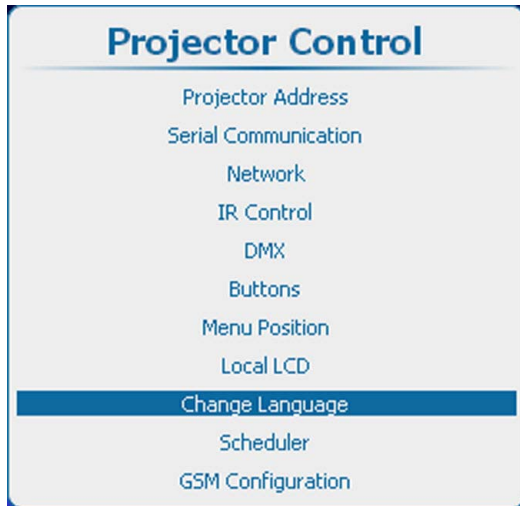 Projector Control
Projector Address
Serial Communication
Network
IR Control
DMX
Buttons
Menu Position
Local LCD
Change Language
Scheduler
GSM Configuration